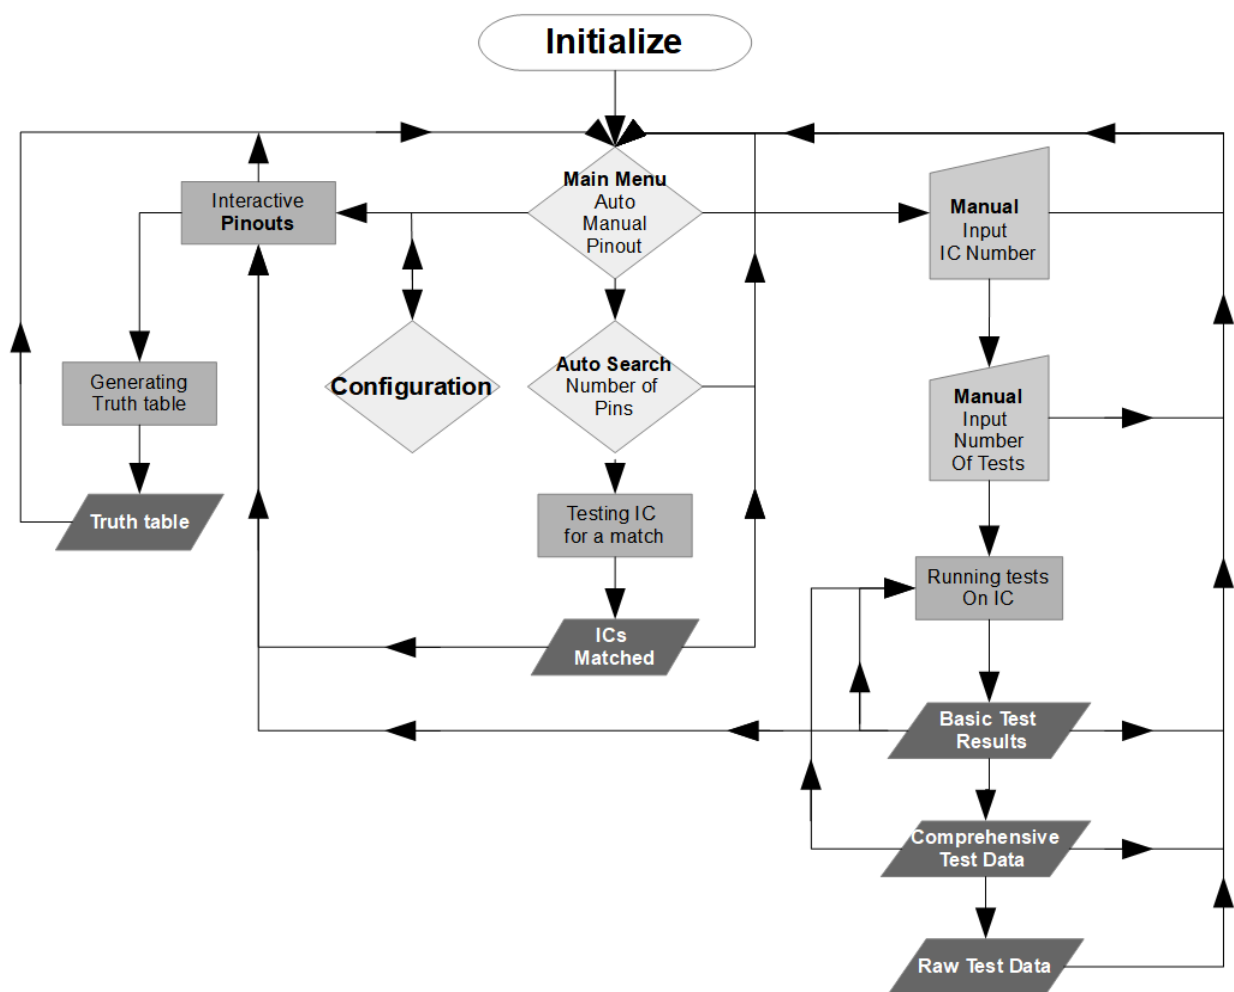 Initialize
Main Menu
Auto
Manual
Pinout
Interactive
Pinouts
Manual
Input
IC Number
Configuration
Auto Search
Number of
Pins
Generating
Truth table
Manual
Input
Number
Of Tests
Truth table
Testing IC
for a match
Running tests
On IC
ICs
Matched
Basic Test
Results
Comprehensive
Test Data
Raw Test Data